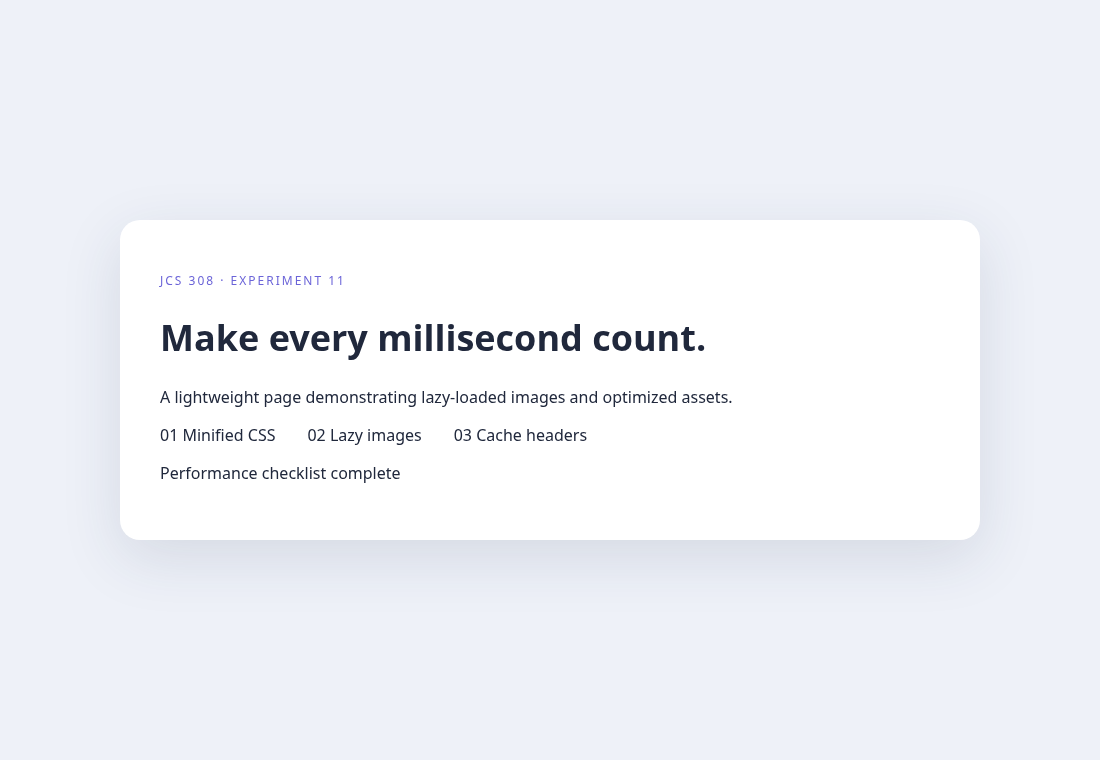 JCS 308 · EXPERIMENT 11
Make every millisecond count.
A lightweight page demonstrating lazy-loaded images and optimized assets.
01 Minified CSS 02 Lazy images 03 Cache headers
Performance checklist complete